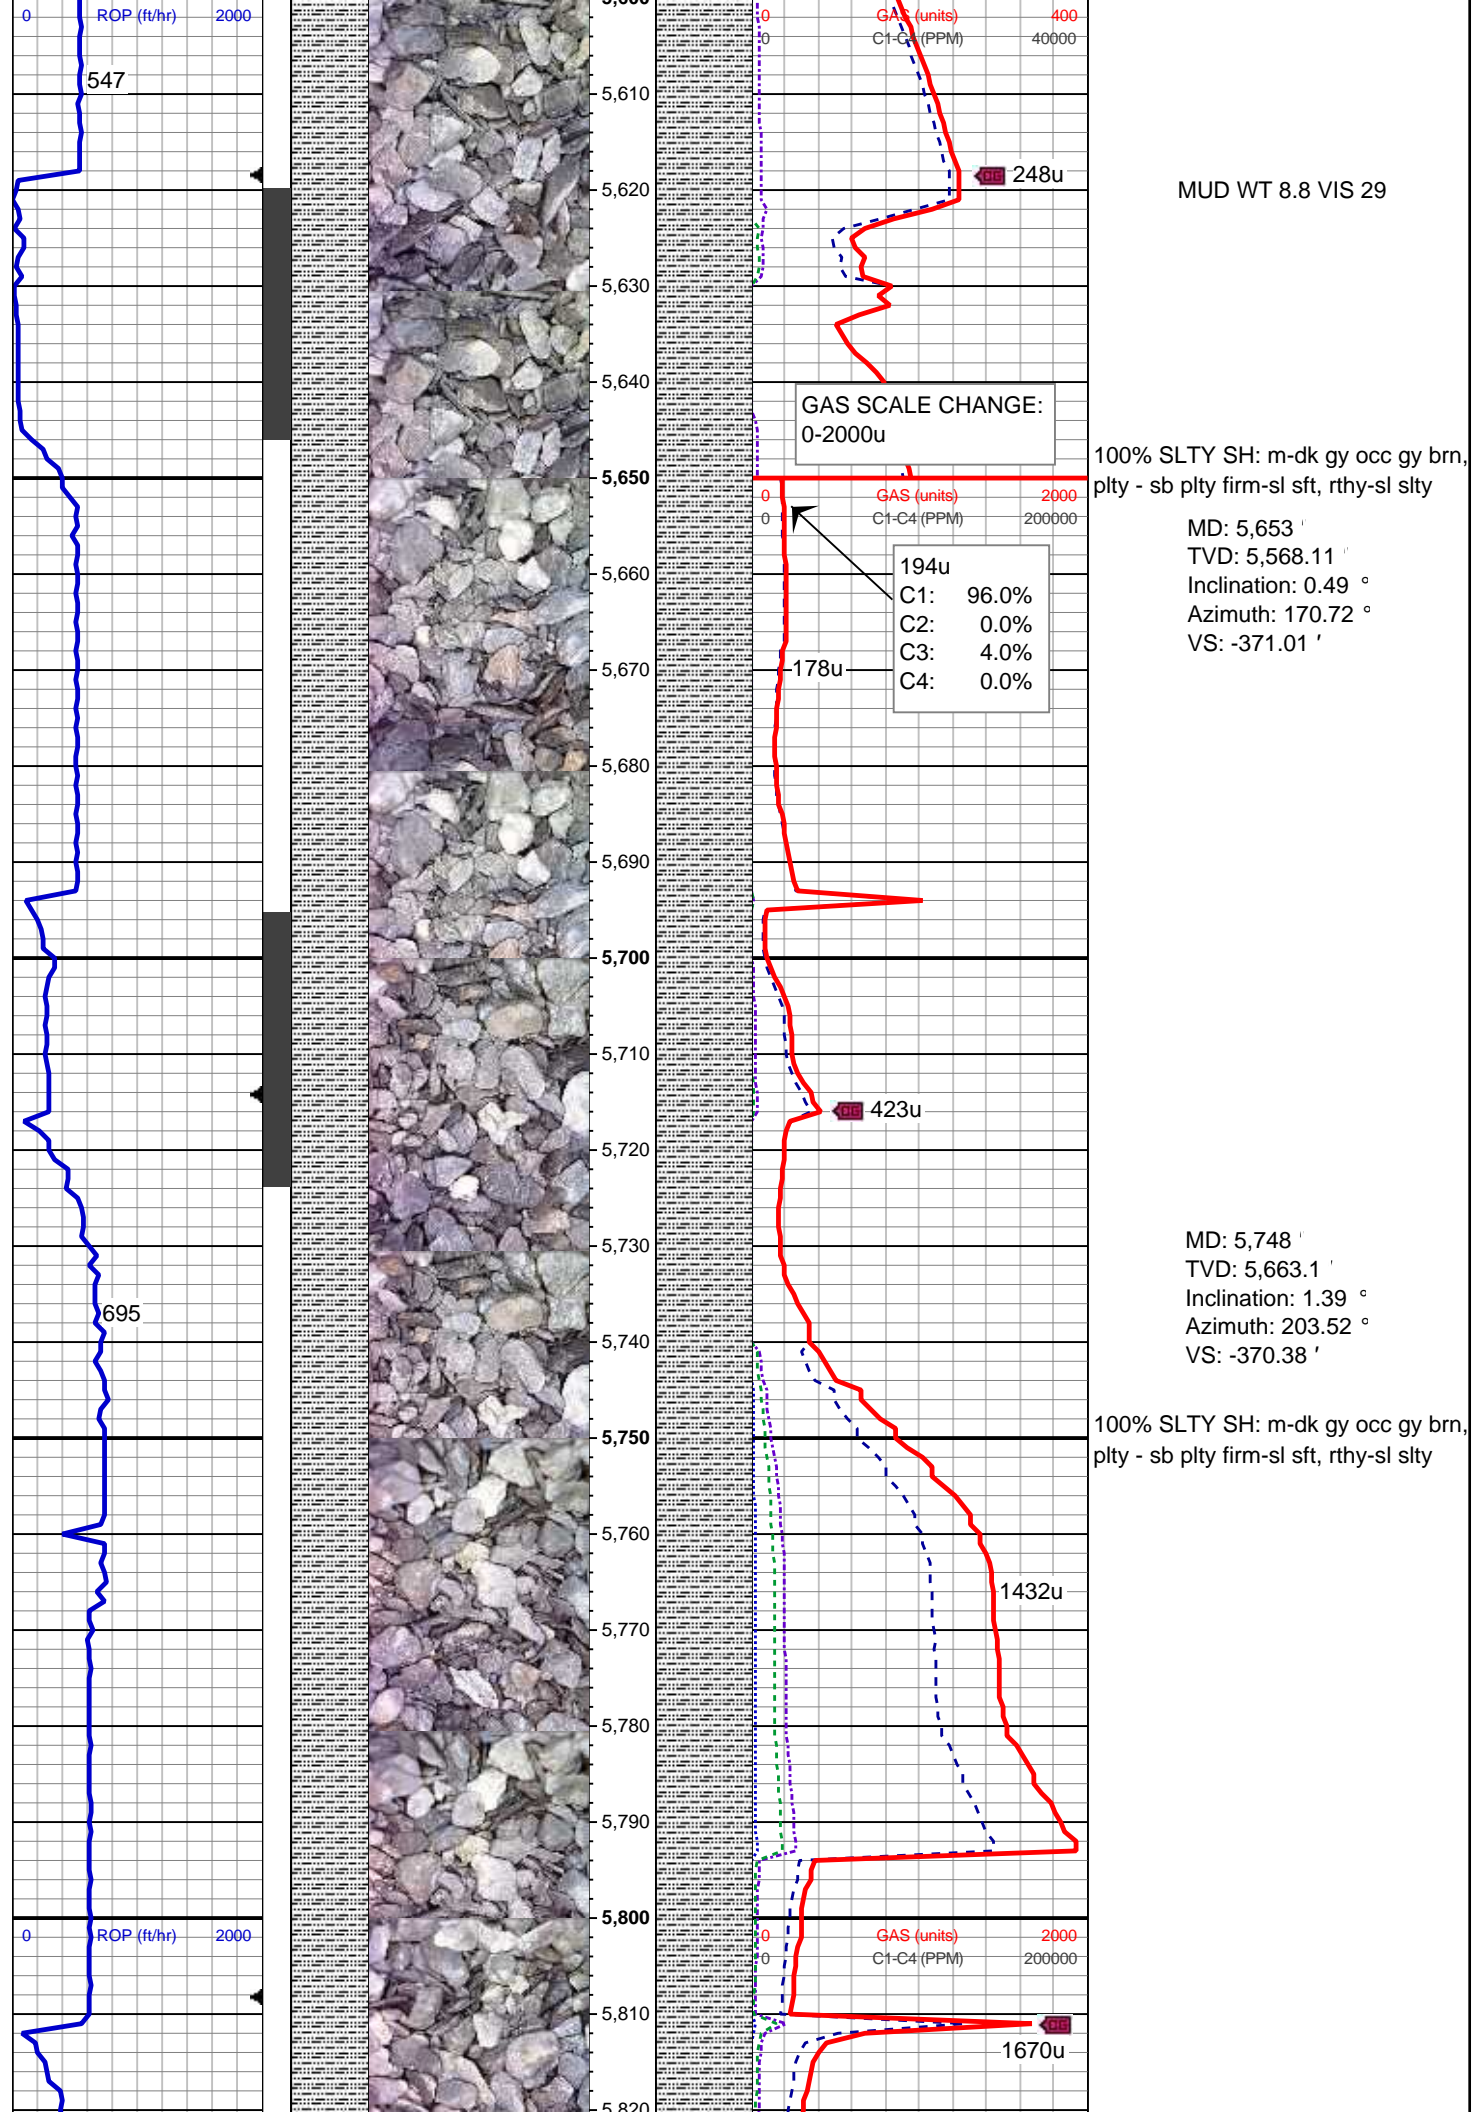 0 ROP (ft/hr) 2000
0 GAS (units) 400
0 C1-C4 (PPM) 40000
547
5,610
CG 248u
5,620
MUD WT 8.8 VIS 29
5,630
5,640
GAS SCALE CHANGE:
0-2000u
100% SLTY SH: m-dk gy occ gy brn,
plty - sb plty firm-sl sft, rthy-sl slty
5,650
0 GAS (units) 2000
0 C1-C4 (PPM) 200000
MD: 5,653 '
TVD: 5,568.11 '
Inclination: 0.49 °
Azimuth: 170.72 °
VS: -371.01 '
5,660
194u
C1: 96.0%
C2: 0.0%
C3: 4.0%
C4: 0.0%
5,670
178u
5,680
5,690
5,700
5,710
CG 423u
5,720
5,730
MD: 5,748 '
TVD: 5,663.1 '
Inclination: 1.39 °
Azimuth: 203.52 °
VS: -370.38 '
695
5,740
100% SLTY SH: m-dk gy occ gy brn,
plty - sb plty firm-sl sft, rthy-sl slty
5,750
5,760
1432u
5,770
5,780
5,790
5,800
0 ROP (ft/hr) 2000
0 GAS (units) 2000
0 C1-C4 (PPM) 200000
5,810
CG
1670u
5,820